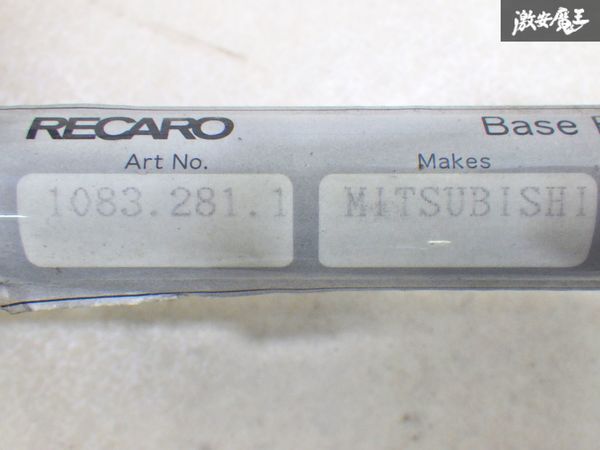 激安魔王
RECARO Base
Art No. Makes
1083.281.1 MITSUBISHI